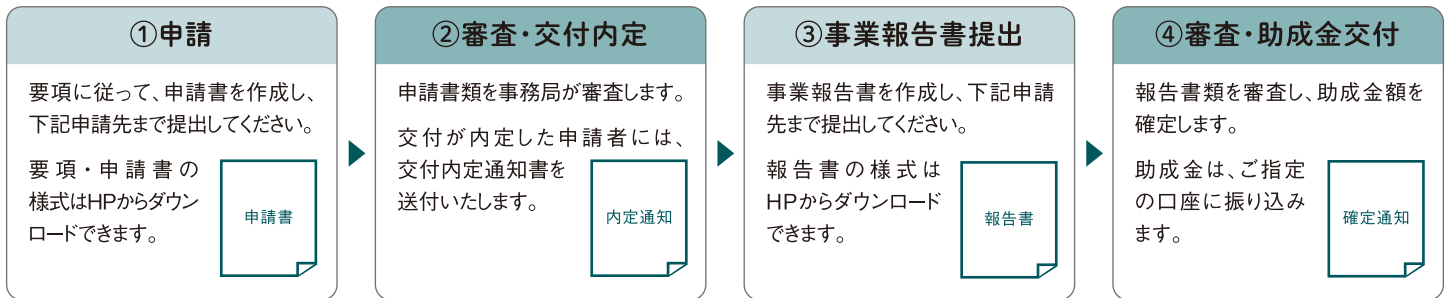 ①申請
要項に従って、申請書を作成し、
下記申請先まで提出してください。
要項・申請書の
様式はHPからダウン
ロードできます。
申請書
②審査・交付内定
申請書類を事務局が審査します。
交付が内定した申請者には、
交付内定通知書を
送付いたします。
内定通知
③事業報告書提出
事業報告書を作成し、下記申請
先まで提出してください。
報告書の様式は
HPからダウンロード
できます。
報告書
④審査・助成金交付
報告書類を審査し、助成金額を
確定します。
助成金は、ご指定
の口座に振り込み
ます。
確定通知